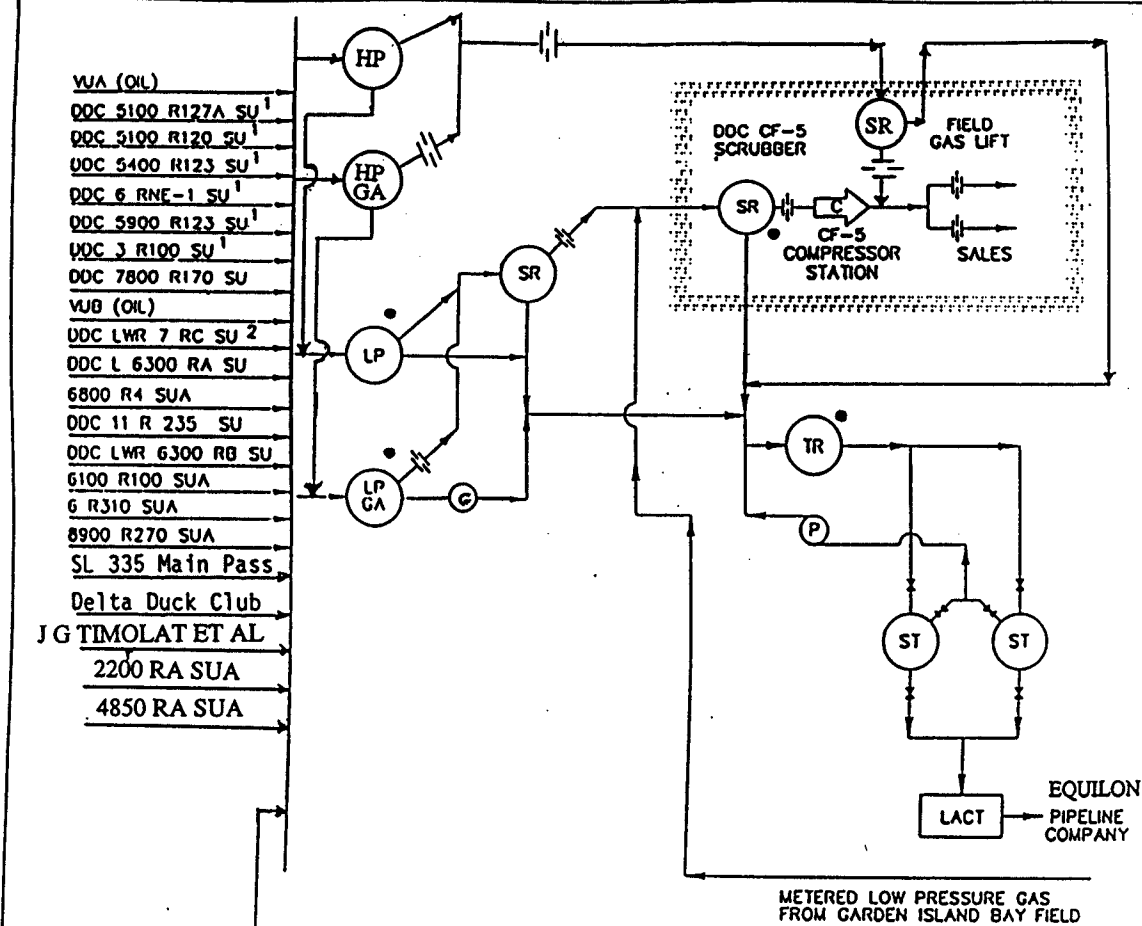 VUA (OIL)
DDC 5100 R127A SU¹
DDC 5100 R120 SU¹
DDC 5400 R123 SU¹
DDC 6 RNE-1 SU¹
DDC 5900 R123 SU¹
DDC 3 R100 SU¹
DDC 7800 R170 SU
VUB (OIL)
DDC LWR 7 RC SU²
DDC L 6300 RA SU
6800 R4 SUA
DDC 11 R 235 SU
DDC LWR 6300 RB SU
6100 R100 SUA
6 R310 SUA
8900 R270 SUA
SL 335 Main Pass
Delta Duck Club
J G TIMOLAT ET AL
2200 RA SUA
4850 RA SUA
HP
HP
GA
LP
LP
GA
G
SR
DDC CF-5
SCRUBBER
SR
SR
FIELD
GAS LIFT
C
CF-5
COMPRESSOR
STATION
SALES
TR
P
ST
ST
LACT
EQUILON
PIPELINE
COMPANY
METERED LOW PRESSURE GAS
FROM GARDEN ISLAND BAY FIELD